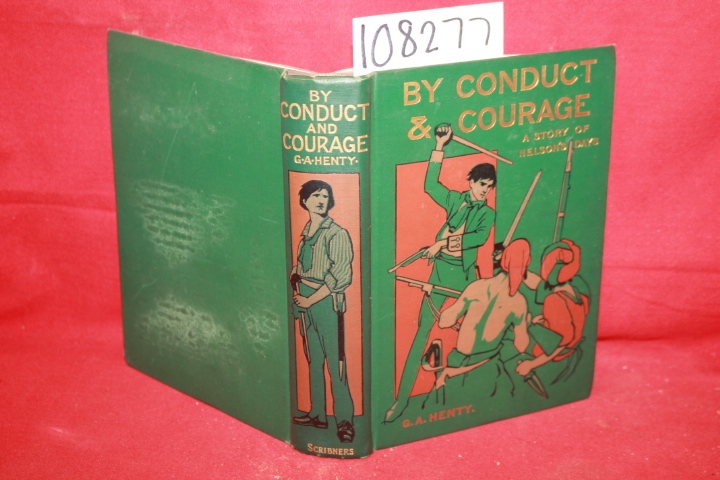 108277
BY
CONDUCT
AND
COURAGE
G·A·HENTY·
SCRIBNERS
BY CONDUCT
& COURAGE
A STORY OF
NELSON'S DAYS
G.A. HENTY.